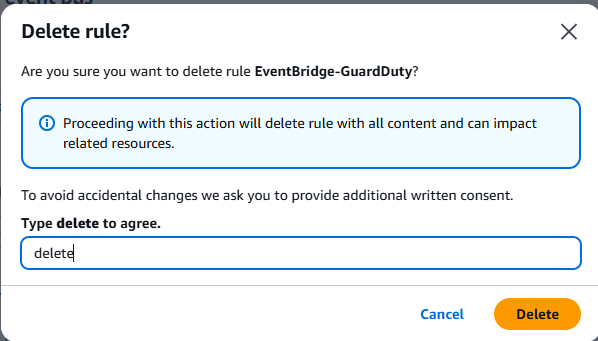 Delete rule?
Are you sure you want to delete rule EventBridge-GuardDuty?
Proceeding with this action will delete rule with all content and can impact
related resources.
To avoid accidental changes we ask you to provide additional written consent.
Type delete to agree.
delete
Cancel
Delete